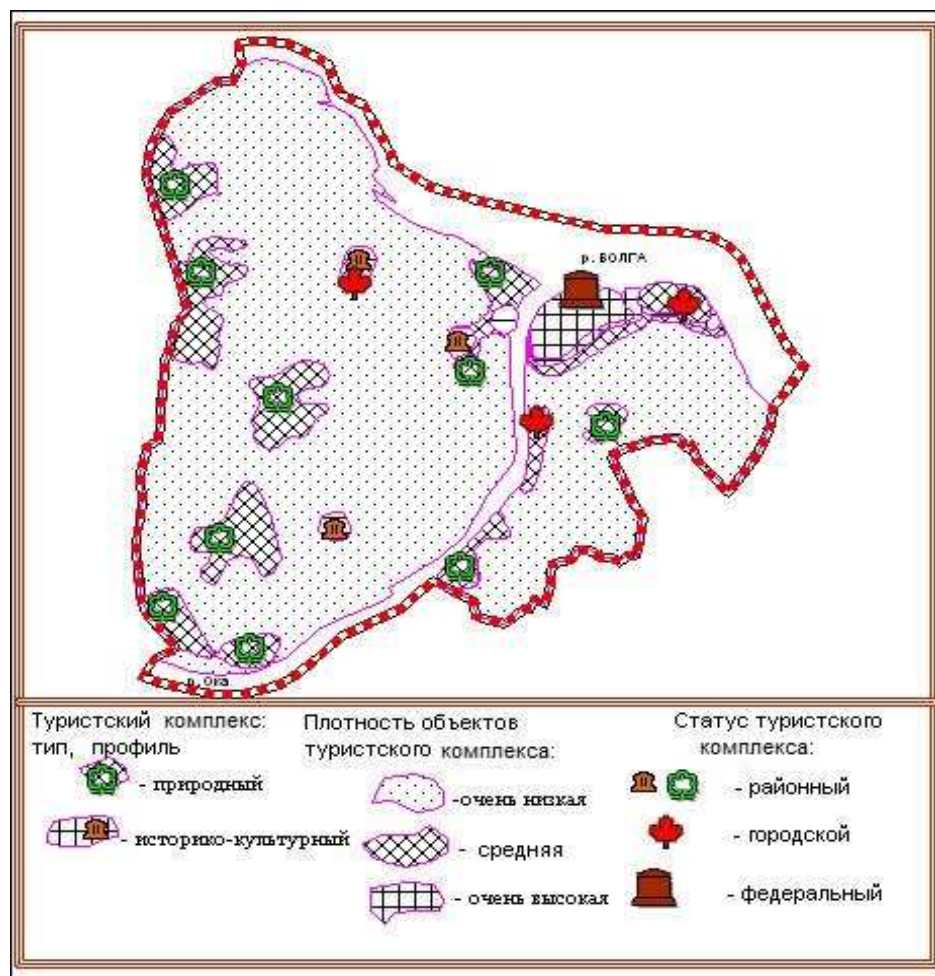 р. ВОЛГА
р. Ока
Туристский комплекс:
тип, профиль
- природный
- историко-культурный
Плотность объектов
туристского комплекса:
-очень низкая
- средняя
- очень высокая
Статус туристского
комплекса:
- районный
- городской
- федеральный